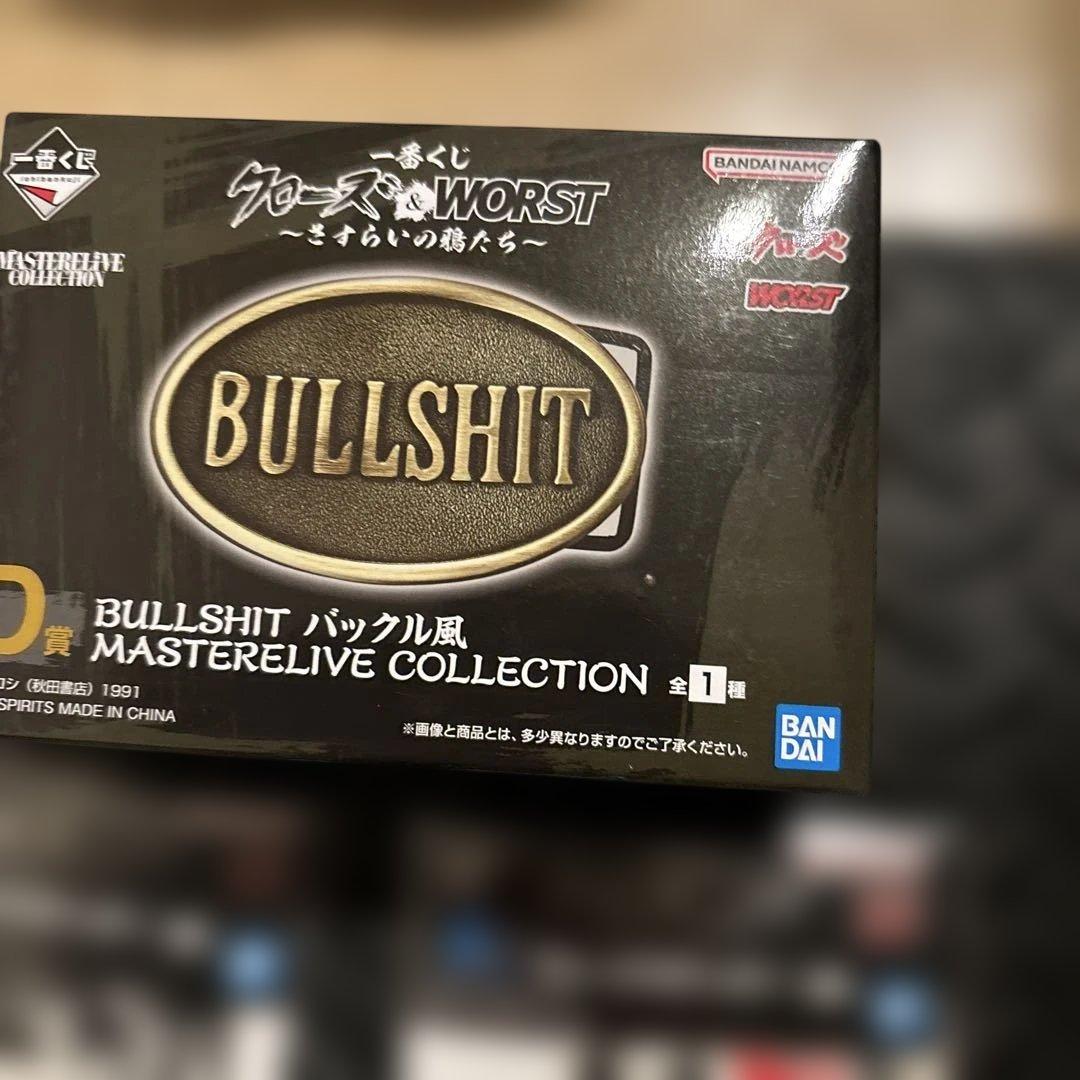 一番くじ
MASTERELIVE
COLLECTION
一番くじ
クローズ&WORST
〜さすらいの鴉たち〜
BANDAI NAMCO
クローズ
WORST
BULLSHIT
D賞
BULLSHIT バックル風
MASTERELIVE COLLECTION 全1種
ロシ（秋田書店）1991
SPIRITS MADE IN CHINA
※画像と商品とは、多少異なりますのでご了承ください。
BAN
DAI